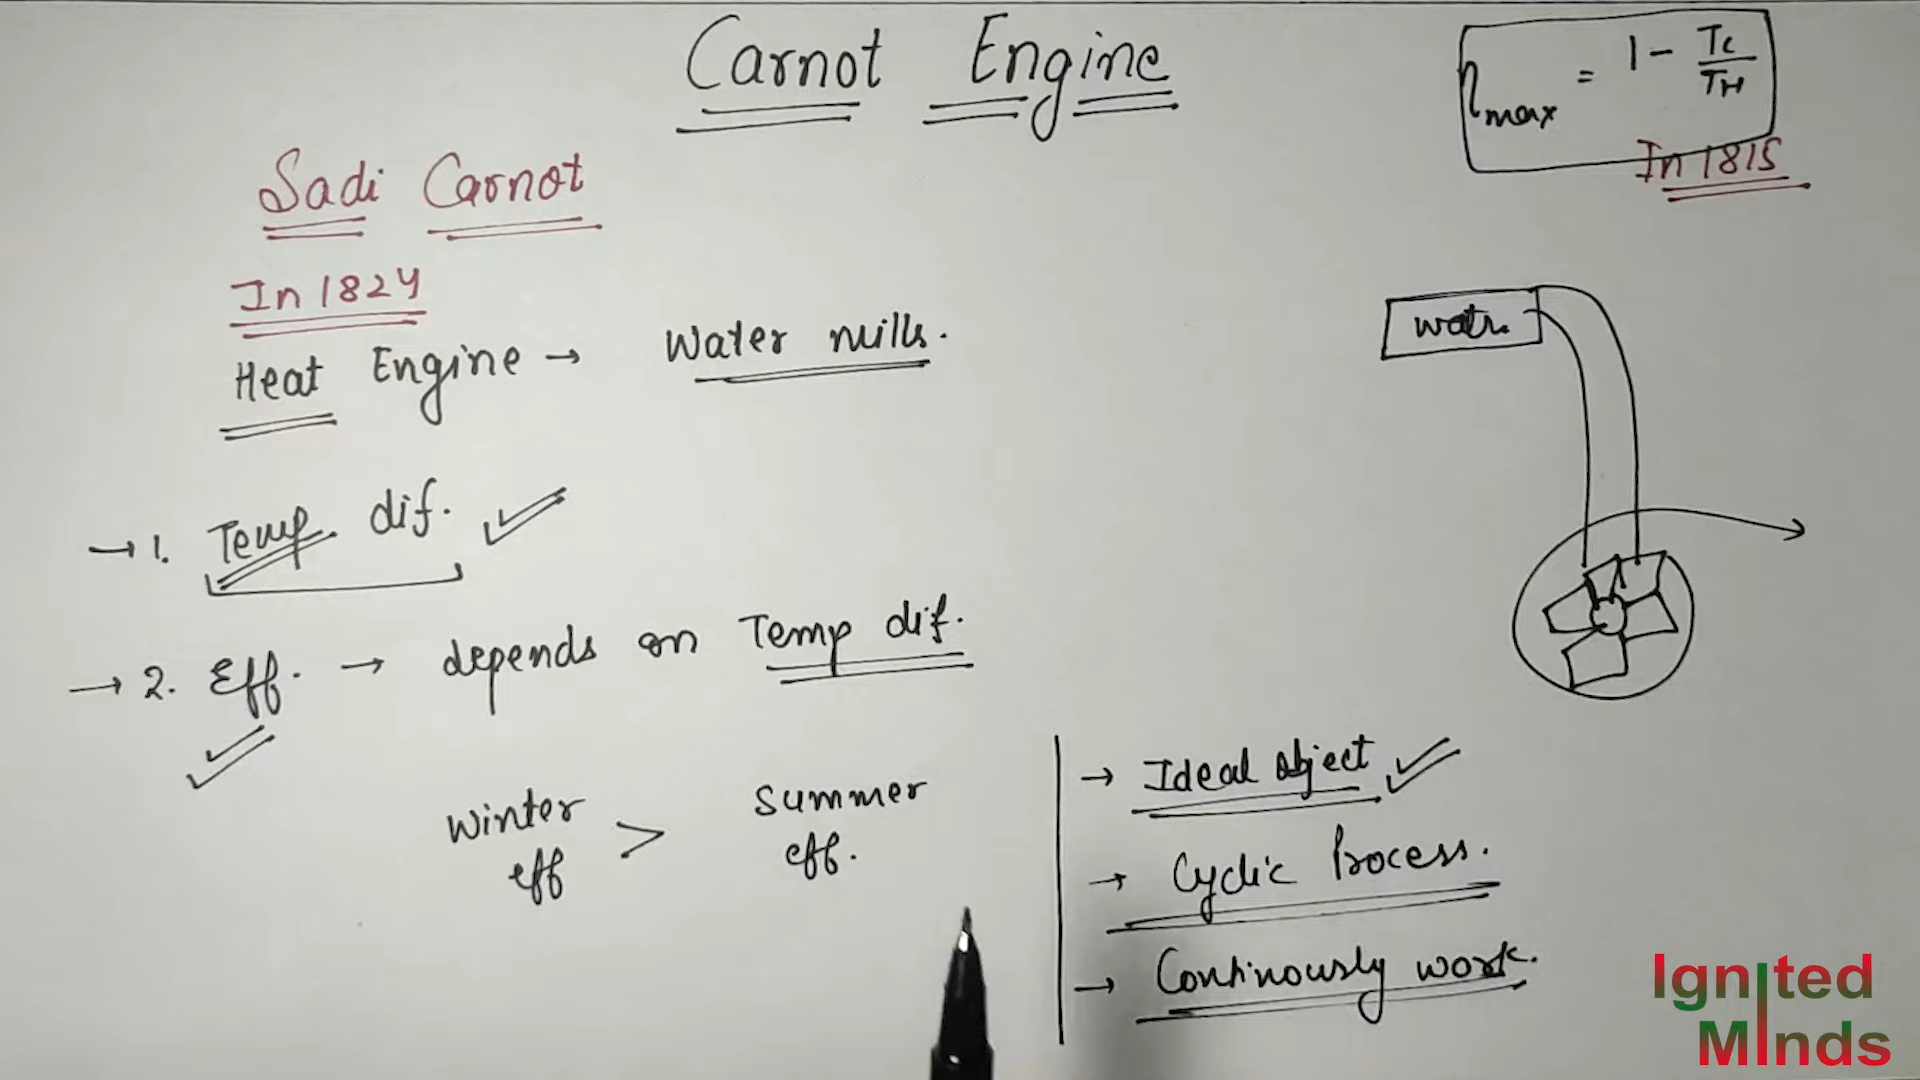 Carnot Engine
ηmax = 1 - Tc/TH
In 1815
Sadi Carnot
In 1824
Heat Engine → Water mills.
watr.
→ 1. Temp. dif.
→ 2. Eff. → depends on Temp dif.
Winter eff > Summer eff.
→ Ideal object
→ Cyclic Process.
→ Continously work.
Ignited
Minds